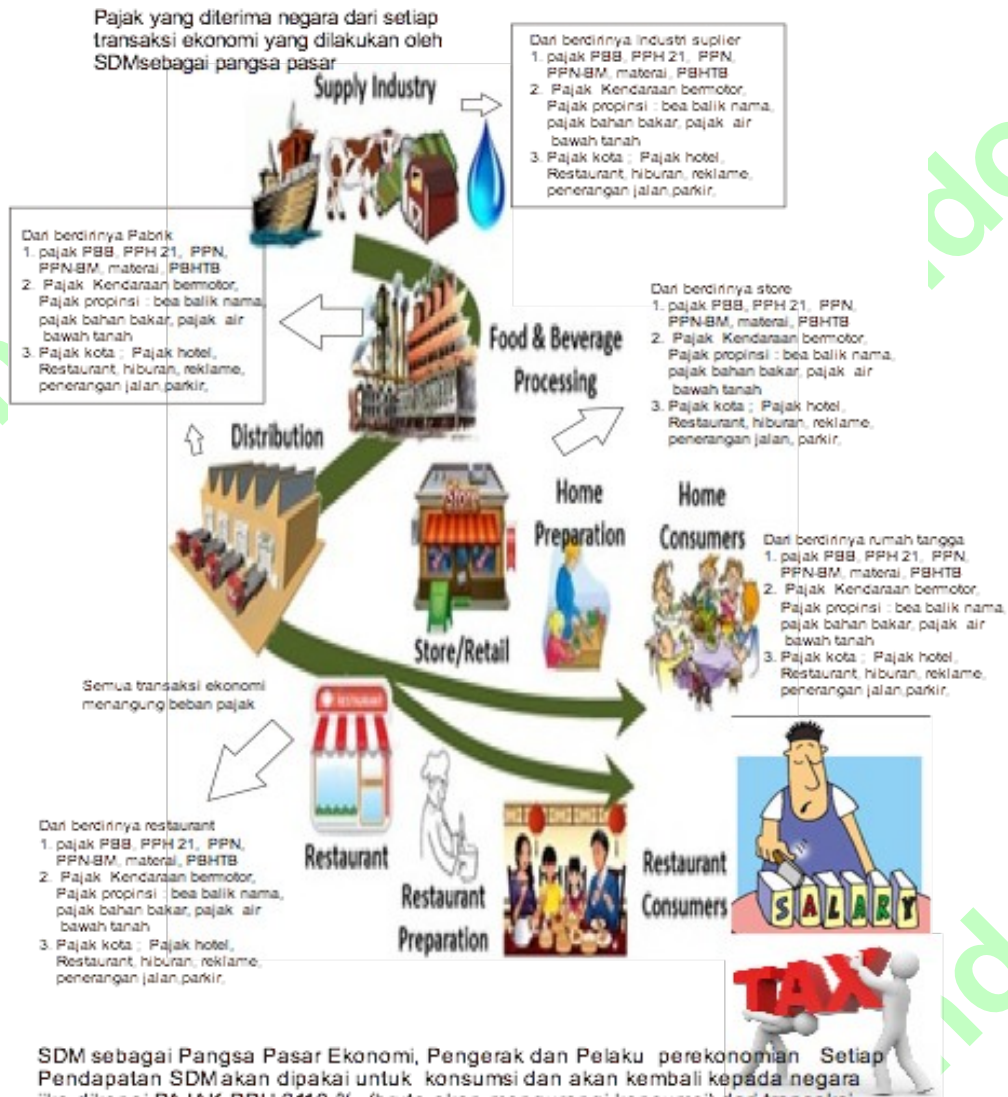 Pajak yang diterima negara dari setiap
transaksi ekonomi yang dilakukan oleh
SDMsebagai pangsa pasar
Supply Industry
Dari berdirinya Industri suplier
1. pajak PBB, PPH 21, PPN,
PPN-BM, materai, PBHTB
2. Pajak Kendaraan bermotor,
Pajak propinsi : bea balik nama,
pajak bahan bakar, pajak air
bawah tanah
3. Pajak kota ; Pajak hotel,
Restaurant, hiburan, reklame,
penerangan jalan,parkir,
Dari berdirinya Pabrik
1. pajak PBB, PPH 21, PPN,
PPN-BM, materai, PBHTB
2. Pajak Kendaraan bermotor,
Pajak propinsi : bea balik nama,
pajak bahan bakar, pajak air
bawah tanah
3. Pajak kota ; Pajak hotel,
Restaurant, hiburan, reklame,
penerangan jalan,parkir,
Food & Beverage
Processing
Dari berdirinya store
1. pajak PBB, PPH 21, PPN,
PPN-BM, materai, PBHTB
2. Pajak Kendaraan bermotor,
Pajak propinsi : bea balik nama,
pajak bahan bakar, pajak air
bawah tanah
3. Pajak kota ; Pajak hotel,
Restaurant, hiburan, reklame,
penerangan jalan, parkir,
Distribution
Store
Store/Retail
Home
Preparation
Home
Consumers
Dari berdirinya rumah tangga
1. pajak PBB, PPH 21, PPN,
PPN-BM, materai, PBHTB
2. Pajak Kendaraan bermotor,
Pajak propinsi : bea balik nama,
pajak bahan bakar, pajak air
bawah tanah
3. Pajak kota ; Pajak hotel,
Restaurant, hiburan, reklame,
penerangan jalan,parkir,
Semua transaksi ekonomi
menangung beban pajak
RESTAURANT
Restaurant
Dari berdirinya restaurant
1. pajak PBB, PPH 21, PPN,
PPN-BM, materai, PBHTB
2. Pajak Kendaraan bermotor,
Pajak propinsi : bea balik nama,
pajak bahan bakar, pajak air
bawah tanah
3. Pajak kota ; Pajak hotel,
Restaurant, hiburan, reklame,
penerangan jalan,parkir,
Restaurant
Preparation
Restaurant
Consumers
SALARY
TAX
SDM sebagai Pangsa Pasar Ekonomi, Pengerak dan Pelaku perekonomian Setiap
Pendapatan SDM akan dipakai untuk konsumsi dan akan kembali kepada negara